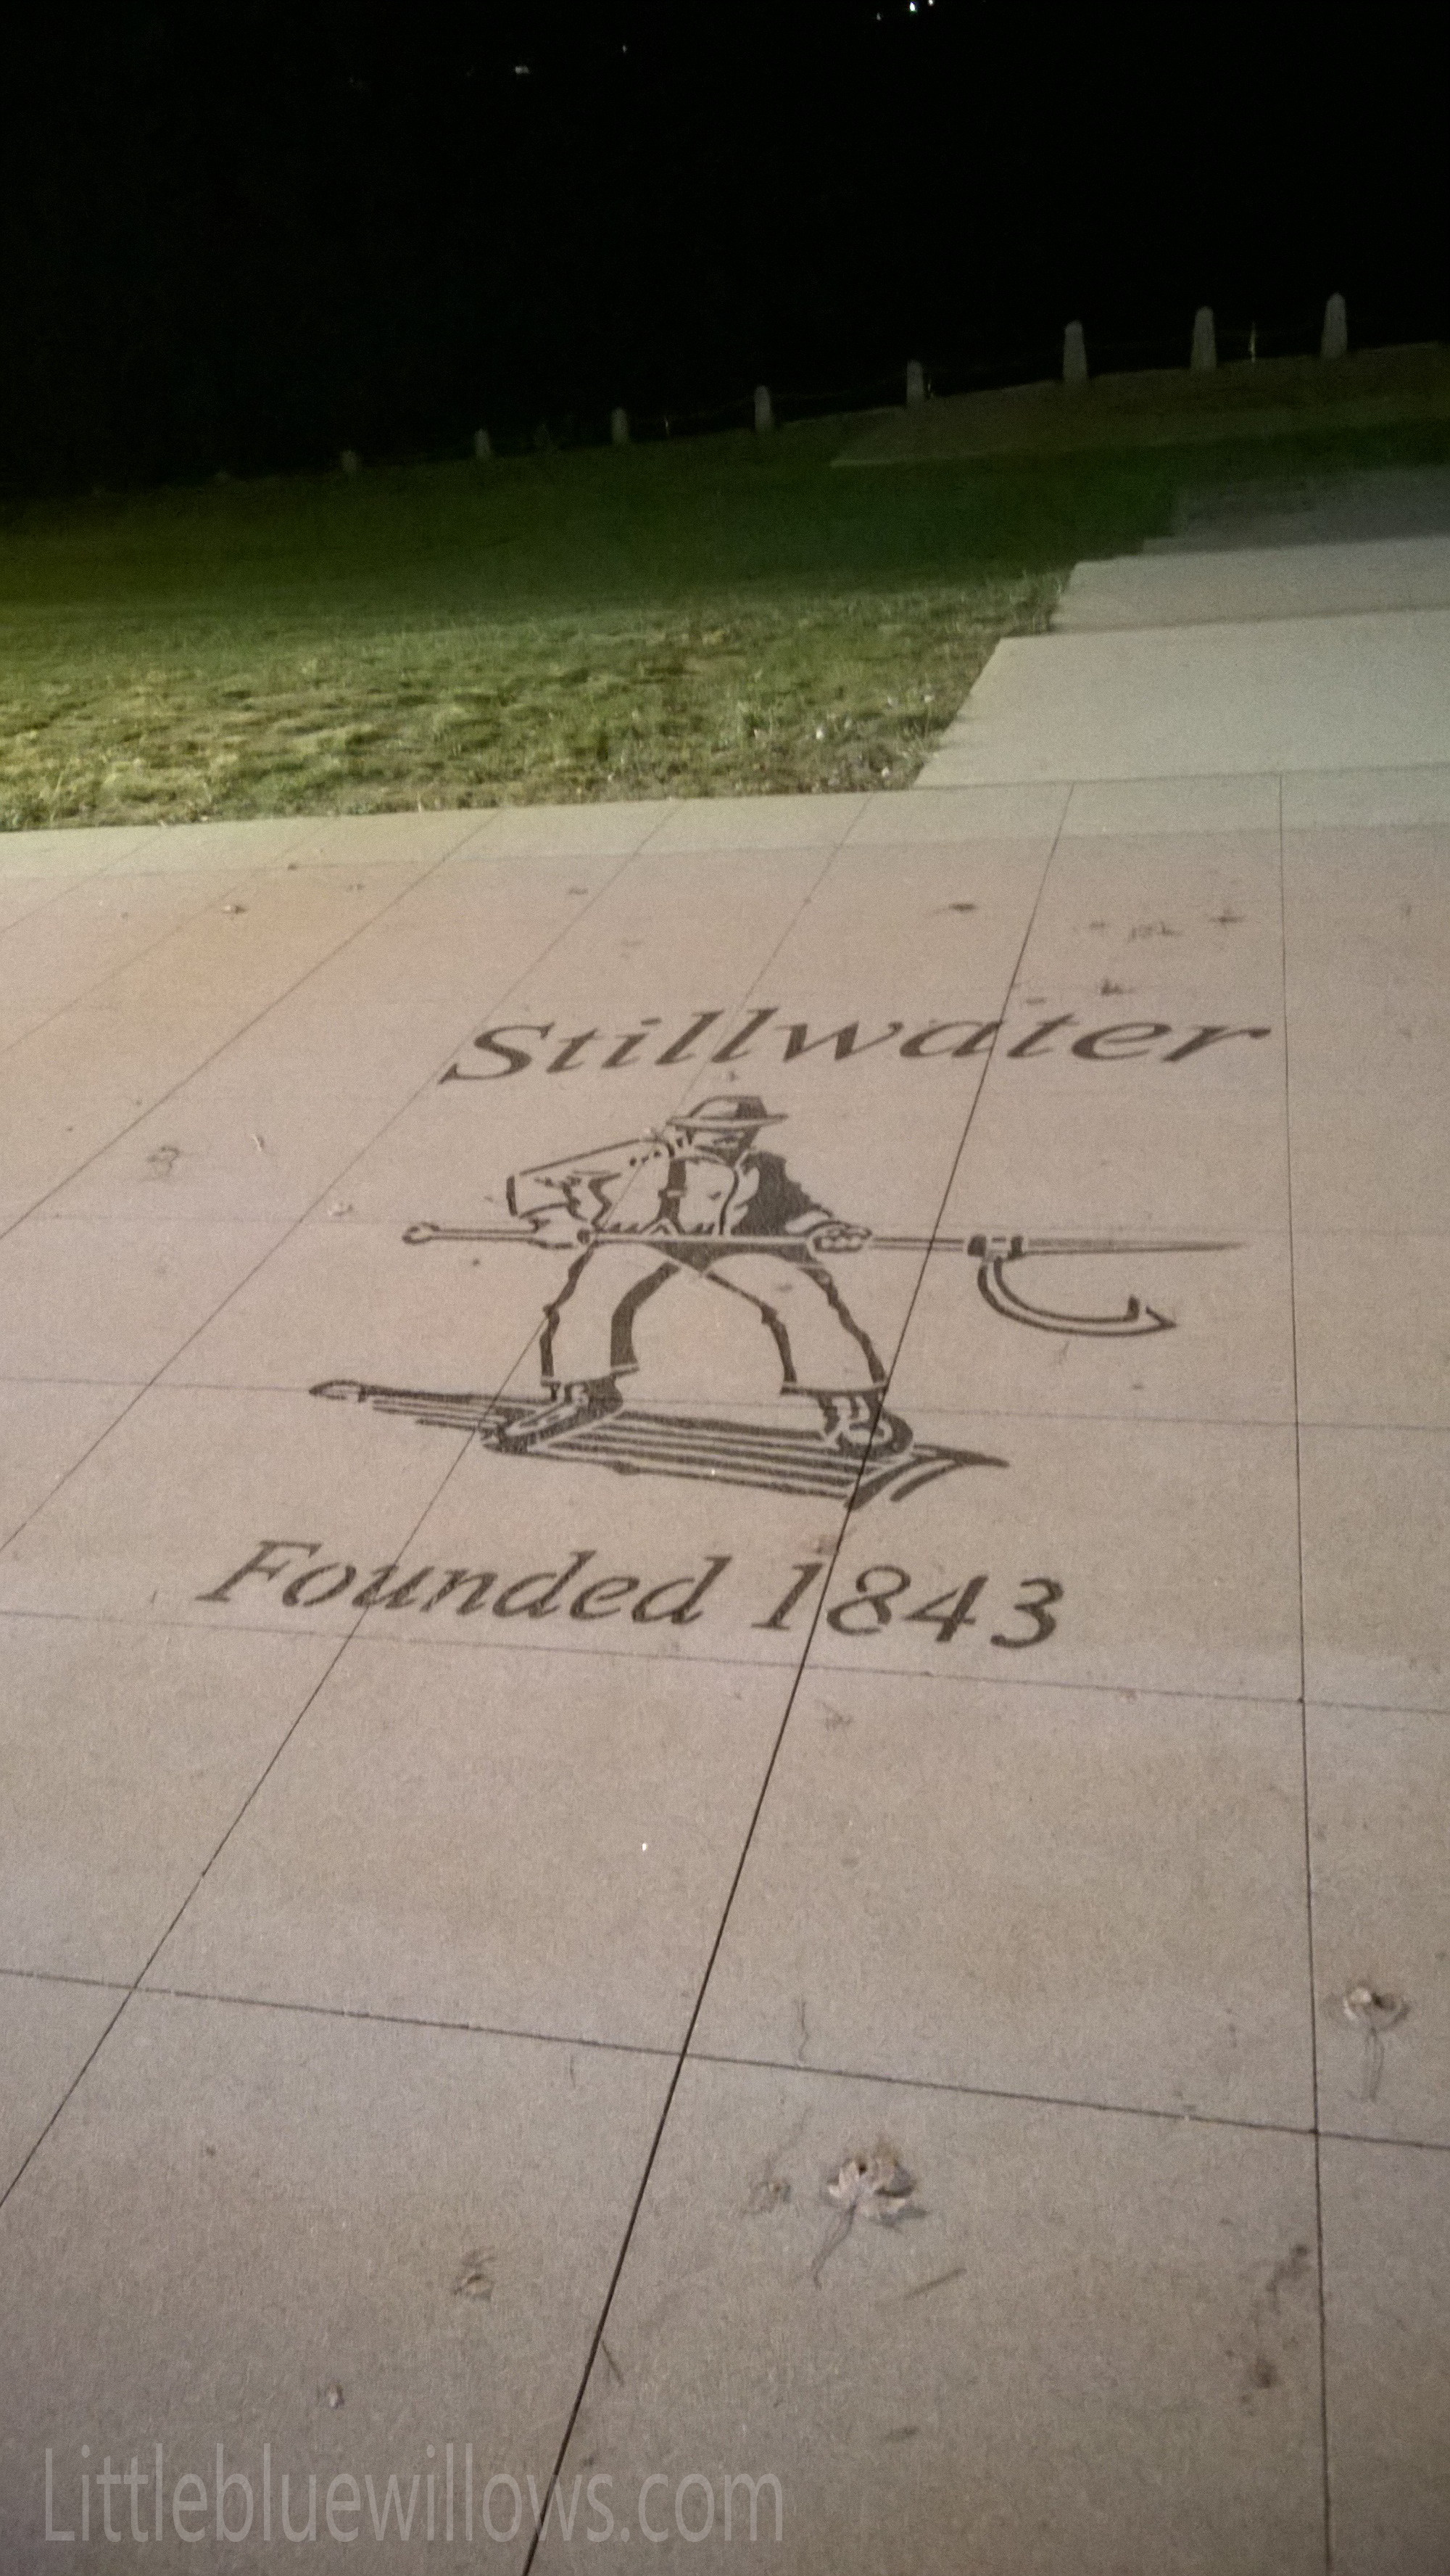 Stillwater
Founded 1843
Littlebluewillows.com